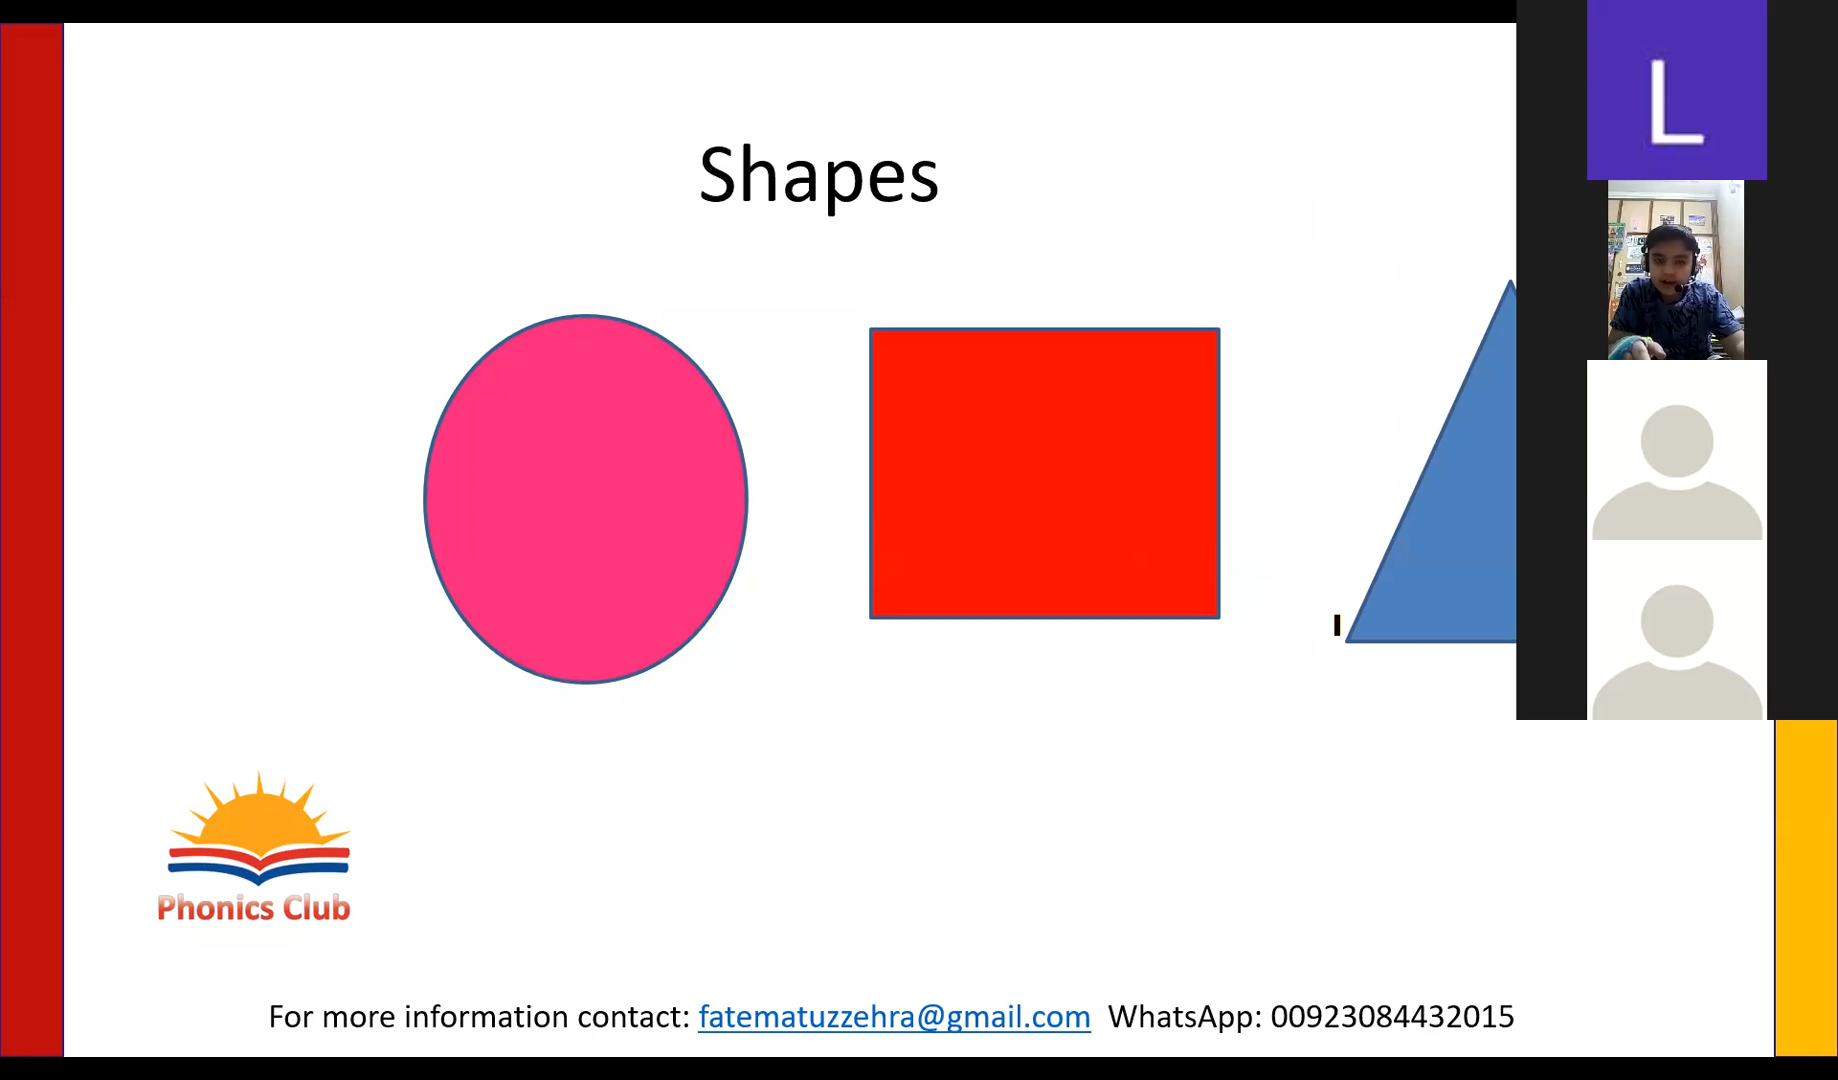 L
Shapes
Phonics Club
For more information contact: fatematuzzehra@gmail.com WhatsApp: 00923084432015